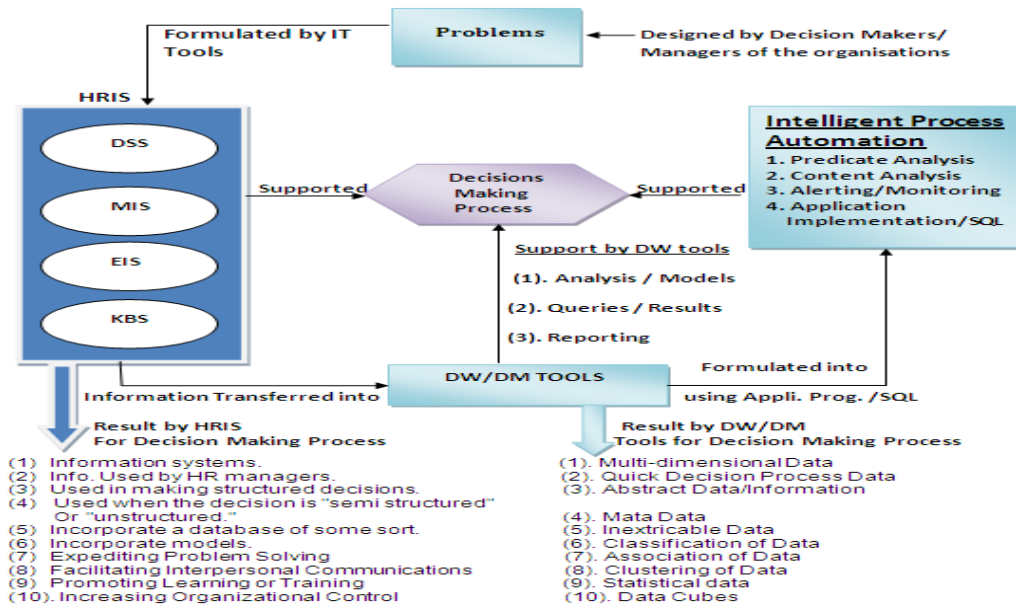 Formulated by IT
Tools
Problems
Designed by Decision Makers/
Managers of the organisations
HRIS
DSS
MIS
EIS
KBS
Supported
Decisions
Making
Process
Supported
Intelligent Process
Automation
1. Predicate Analysis
2. Content Analysis
3. Alerting/Monitoring
4. Application
Implementation/SQL
Support by DW tools
(1). Analysis / Models
(2). Queries / Results
(3). Reporting
Information Transferred into
DW/DM TOOLS
Formulated into
using Appli. Prog. /SQL
Result by HRIS
For Decision Making Process
(1) Information systems.
(2) Info. Used by HR managers.
(3) Used in making structured decisions.
(4) Used when the decision is "semi structured"
Or "unstructured."
(5) Incorporate a database of some sort.
(6) Incorporate models.
(7) Expediting Problem Solving
(8) Facilitating Interpersonal Communications
(9) Promoting Learning or Training
(10). Increasing Organizational Control
Result by DW/DM
Tools for Decision Making Process
(1). Multi-dimensional Data
(2). Quick Decision Process Data
(3). Abstract Data/Information
(4). Mata Data
(5). Inextricable Data
(6). Classification of Data
(7). Association of Data
(8). Clustering of Data
(9). Statistical data
(10). Data Cubes